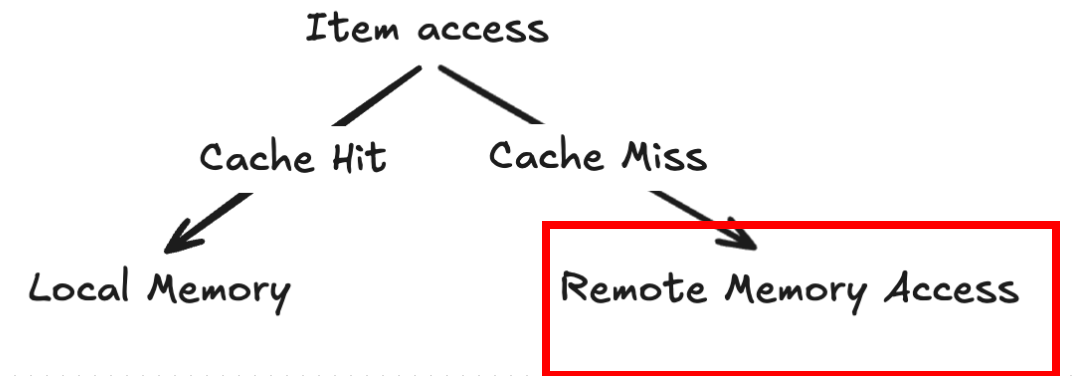 Item access
Cache Hit
Cache Miss
Local Memory
Remote Memory Access